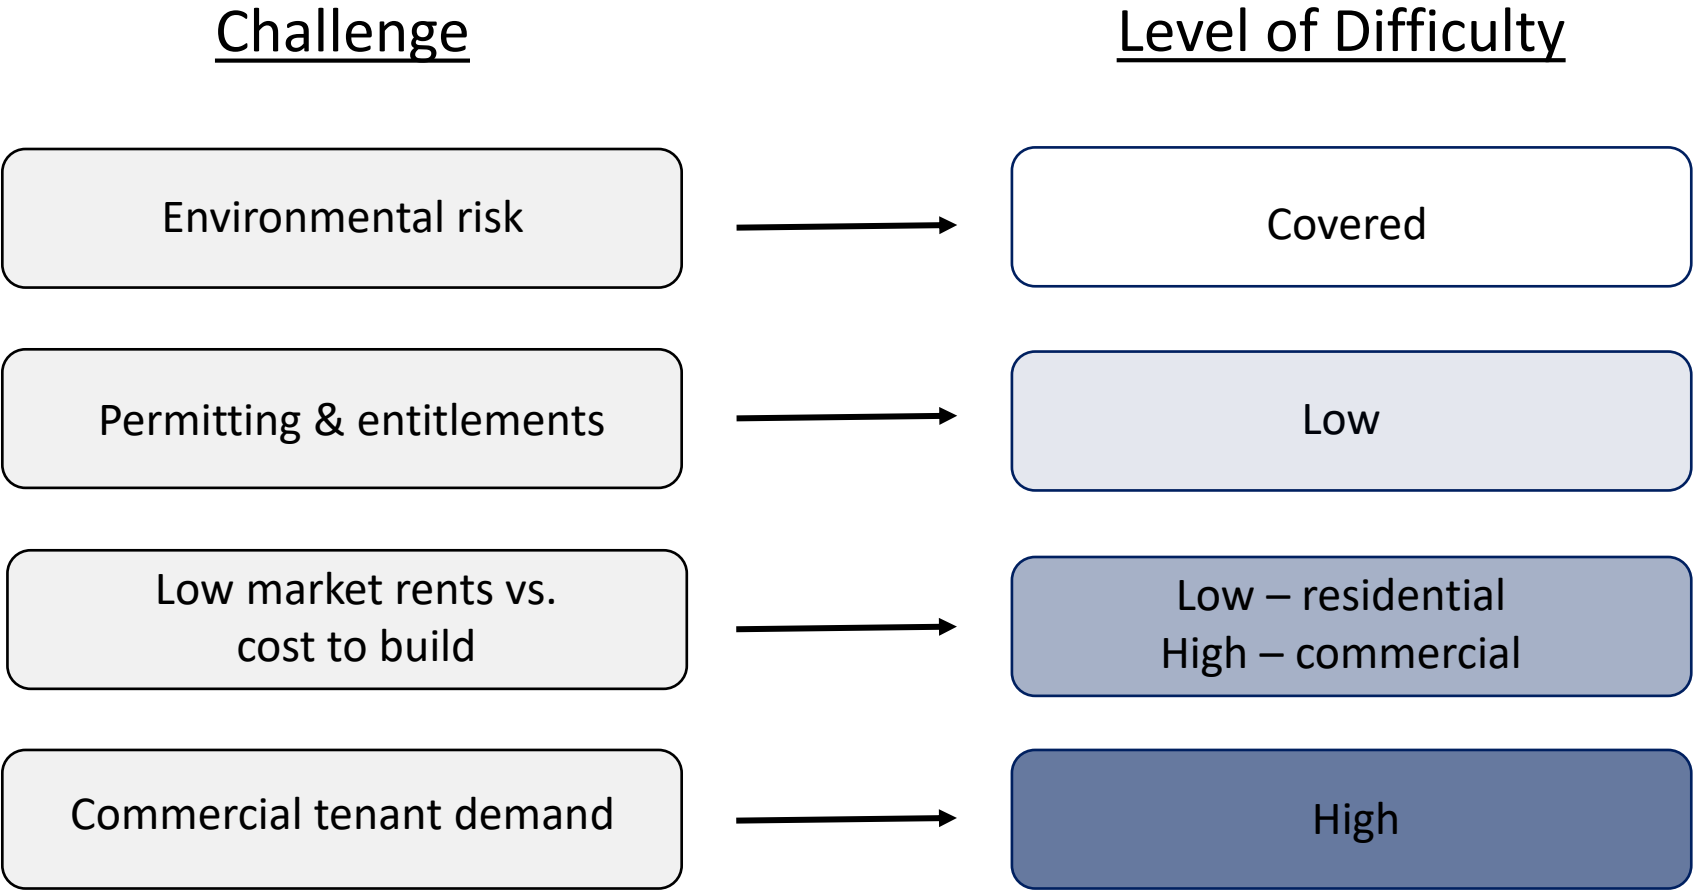 Challenge
Level of Difficulty
Environmental risk
Covered
Permitting & entitlements
Low
Low market rents vs.
cost to build
Low – residential
High – commercial
Commercial tenant demand
High